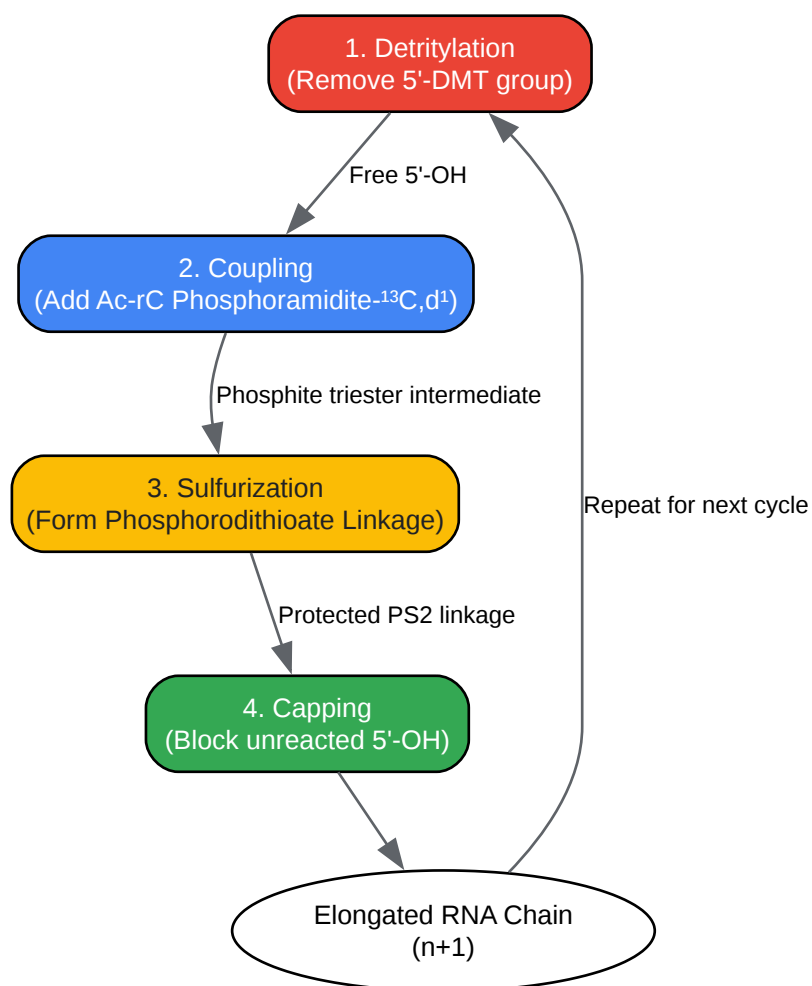 1. Detritylation
(Remove 5'-DMT group)
Free 5'-OH
2. Coupling
(Add Ac-rC Phosphoramidite-¹³C,d¹)
Phosphite triester intermediate
3. Sulfurization
(Form Phosphorodithioate Linkage)
Repeat for next cycle
Protected PS2 linkage
4. Capping
(Block unreacted 5'-OH)
Elongated RNA Chain
(n+1)